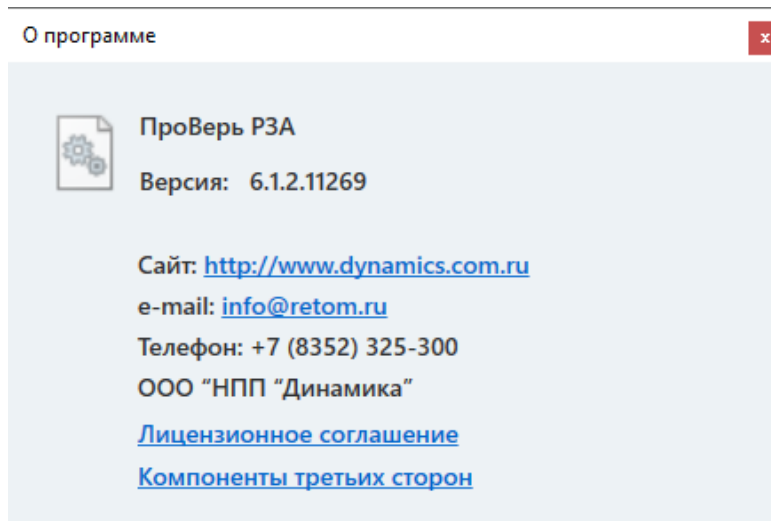 О программе
x
ПроВерь РЗА
Версия: 6.1.2.11269
Сайт: http://www.dynamics.com.ru
e-mail: info@retom.ru
Телефон: +7 (8352) 325-300
ООО “НПП “Динамика”
Лицензионное соглашение
Компоненты третьих сторон